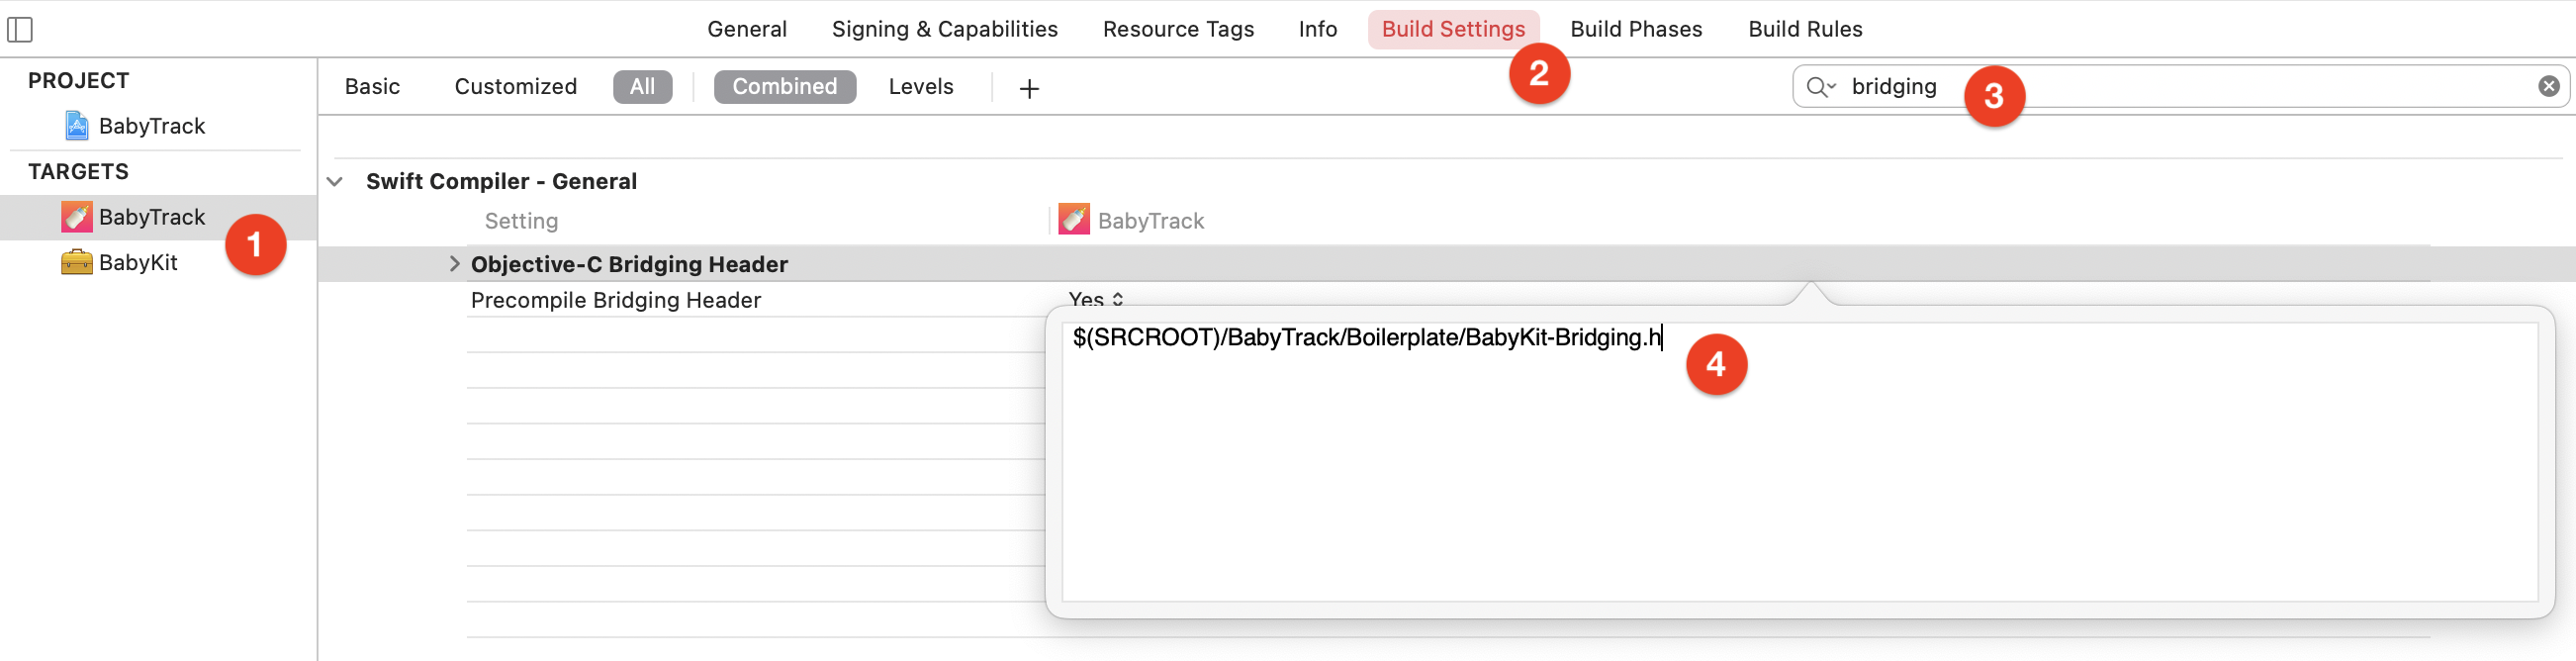 General Signing & Capabilities Resource Tags Info Build Settings Build Phases Build Rules
2
PROJECT
Basic Customized All Combined Levels + bridging
3
BabyTrack
TARGETS
Swift Compiler - General
BabyTrack
Setting BabyTrack
1
BabyKit
Objective-C Bridging Header
Precompile Bridging Header Yes
$(SRCROOT)/BabyTrack/Boilerplate/BabyKit-Bridging.h
4